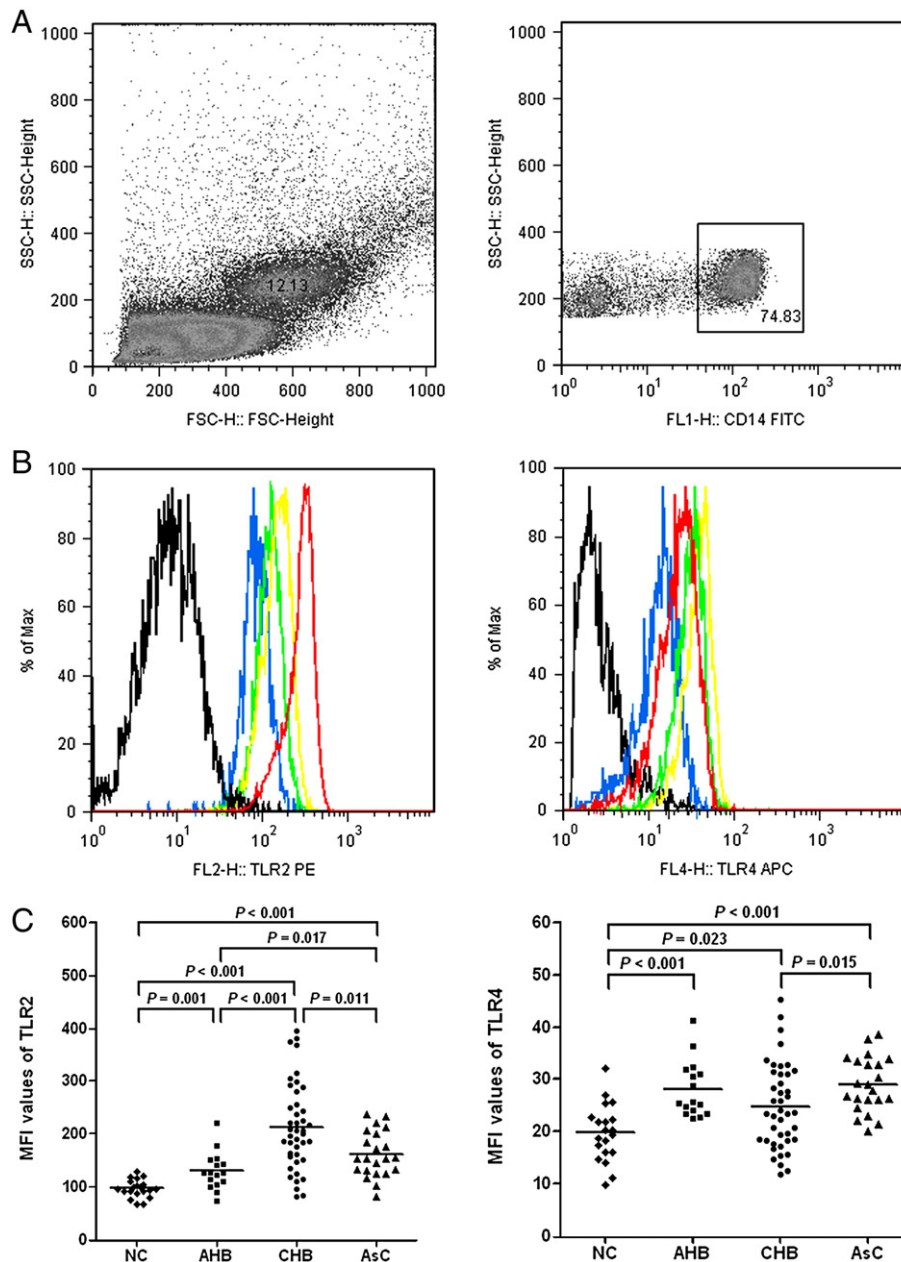 A
1000
800
600
400
200
0
SSC-H:: SSC-Height
12.13
0 200 400 600 800 1000
FSC-H:: FSC-Height
1000
800
600
400
200
0
SSC-H:: SSC-Height
74.83
10^0 10^1 10^2 10^3
FL1-H:: CD14 FITC
B
100
80
60
40
20
0
% of Max
10^0 10^1 10^2 10^3
FL2-H:: TLR2 PE
100
80
60
40
20
0
% of Max
10^0 10^1 10^2 10^3
FL4-H:: TLR4 APC
C
600
500
400
300
200
100
0
MFI values of TLR2
P < 0.001
P = 0.017
P < 0.001
P = 0.001 P < 0.001 P = 0.011
NC AHB CHB AsC
60
50
40
30
20
10
0
MFI values of TLR4
P < 0.001
P = 0.023
P < 0.001 P = 0.015
NC AHB CHB AsC